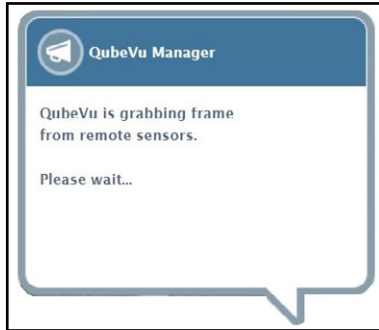 QubeVu Manager
QubeVu is grabbing frame
from remote sensors.
Please wait...